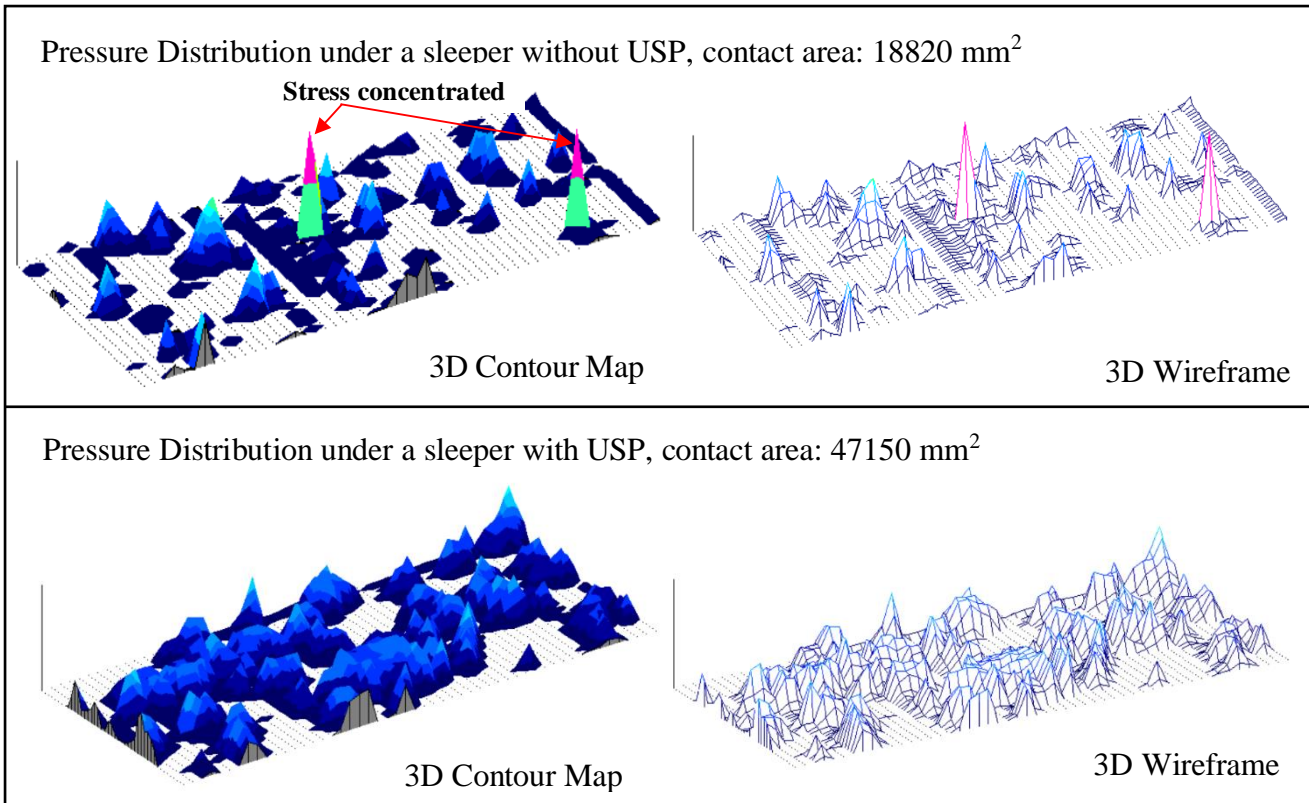 Pressure Distribution under a sleeper without USP, contact area: 18820 mm²
Stress concentrated
3D Contour Map
3D Wireframe
Pressure Distribution under a sleeper with USP, contact area: 47150 mm²
3D Contour Map
3D Wireframe